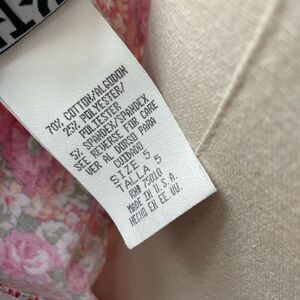 70% COTTON/ALGODON
25% POLYESTER/
POLIESTER
5% SPANDEX/SPANDEX
SEE REVERSE FOR CARE
VER AL DORSO PARA
CUIDADO
SIZE 5
TALLA 5
RN# 75010
MADE IN U.S.A.
HECHO EN EE.UU.